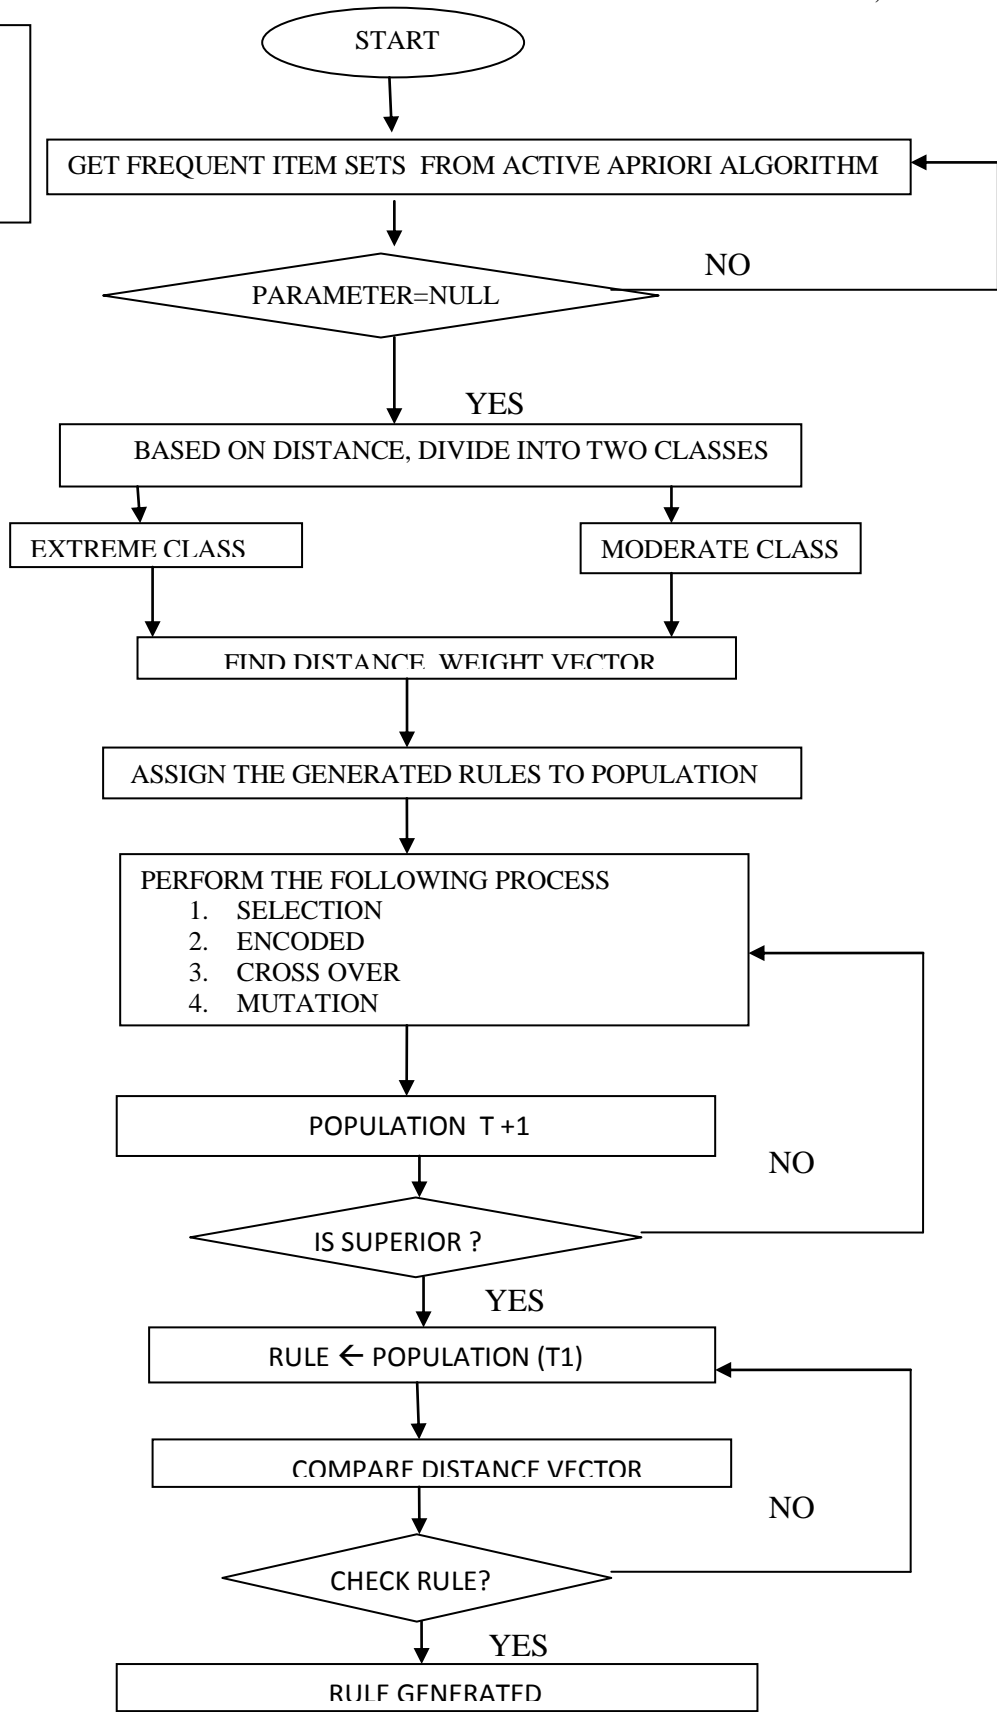 START
GET FREQUENT ITEM SETS FROM ACTIVE APRIORI ALGORITHM
NO
PARAMETER=NULL
YES
BASED ON DISTANCE, DIVIDE INTO TWO CLASSES
EXTREME CLASS
MODERATE CLASS
FIND DISTANCE WEIGHT VECTOR
ASSIGN THE GENERATED RULES TO POPULATION
PERFORM THE FOLLOWING PROCESS
1. SELECTION
2. ENCODED
3. CROSS OVER
4. MUTATION
POPULATION T +1
NO
IS SUPERIOR ?
YES
RULE ← POPULATION (T1)
COMPARE DISTANCE VECTOR
NO
CHECK RULE?
YES
RULE GENERATED